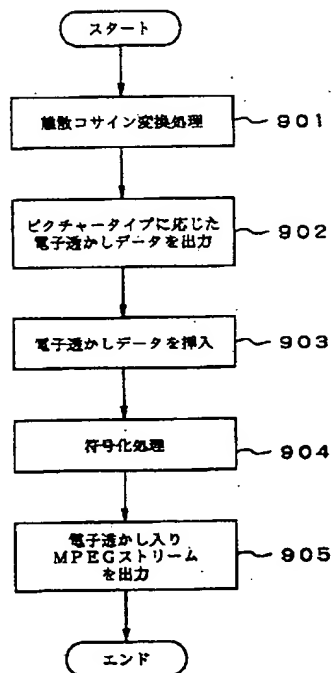 スタート
離散コサイン変換処理
901
ピクチャータイプに応じた
電子透かしデータを出力
902
電子透かしデータを挿入
903
符号化処理
904
電子透かし入り
MPEGストリーム
を出力
905
エンド